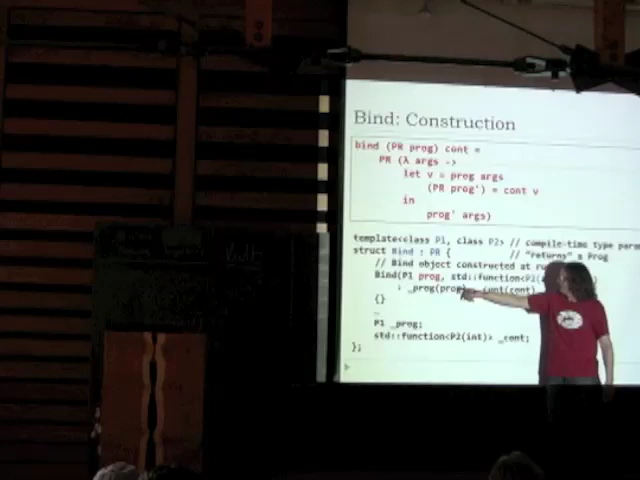 Bind: Construction
bind (PR prog) cont =
PR (λ args ->
let v = prog args
(PR prog') = cont v
in
prog' args)
template<class P1, class P2> // compile-time type param
struct Bind : PR { // "returns" a Prog
// Bind object constructed at
Bind(P1 prog, std::function<P2(
: _prog(prog), _cont(cont)
{}
…
P1 _prog;
std::function<P2(int)> _cont;
};